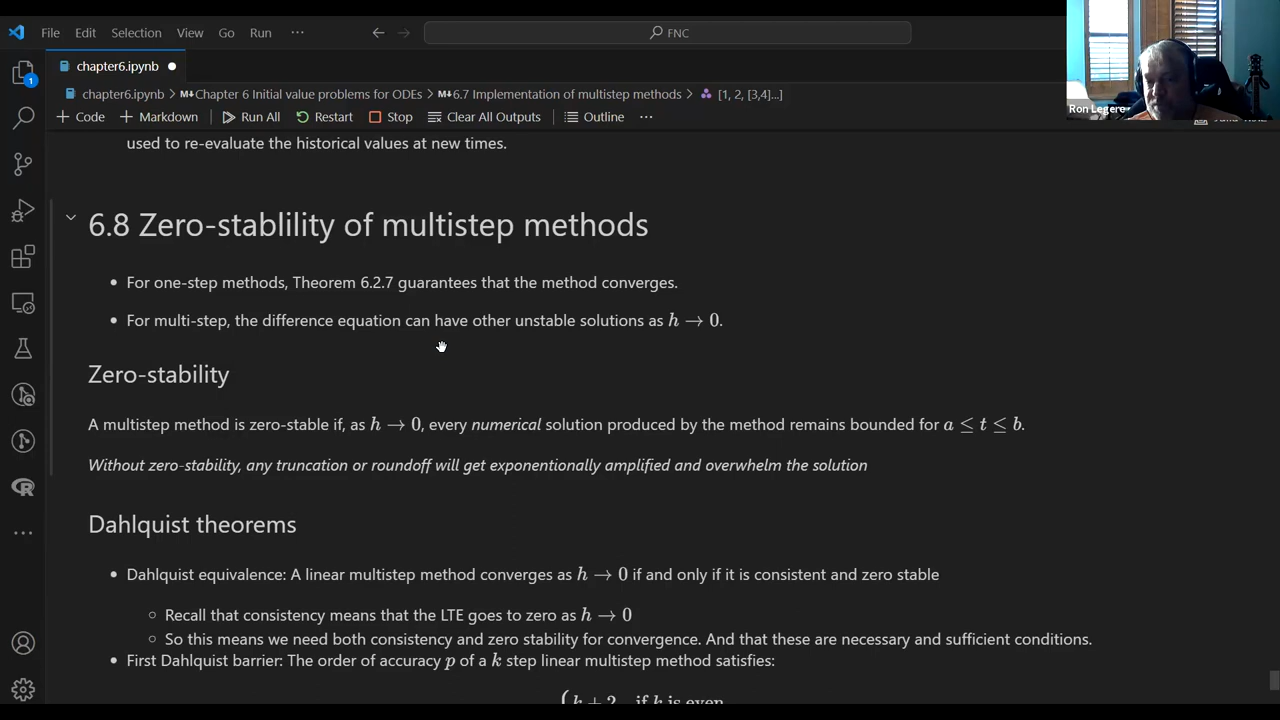 File Edit Selection View Go Run ··· FNC
chapter6.ipynb
chapter6.ipynb > M↓Chapter 6 Initial value problems for ODEs > M↓6.7 Implementation of multistep methods > [1, 2, [3,4]...]
+ Code + Markdown Run All Restart Stop Clear All Outputs Outline ···
Ron Legere
used to re-evaluate the historical values at new times.
6.8 Zero-stablility of multistep methods
• For one-step methods, Theorem 6.2.7 guarantees that the method converges.
• For multi-step, the difference equation can have other unstable solutions as h → 0.
Zero-stability
A multistep method is zero-stable if, as h → 0, every numerical solution produced by the method remains bounded for a ≤ t ≤ b.
Without zero-stability, any truncation or roundoff will get exponentionally amplified and overwhelm the solution
Dahlquist theorems
• Dahlquist equivalence: A linear multistep method converges as h → 0 if and only if it is consistent and zero stable
○ Recall that consistency means that the LTE goes to zero as h → 0
○ So this means we need both consistency and zero stability for convergence. And that these are necessary and sufficient conditions.
• First Dahlquist barrier: The order of accuracy p of a k step linear multistep method satisfies:
k + 2 if k is even
1